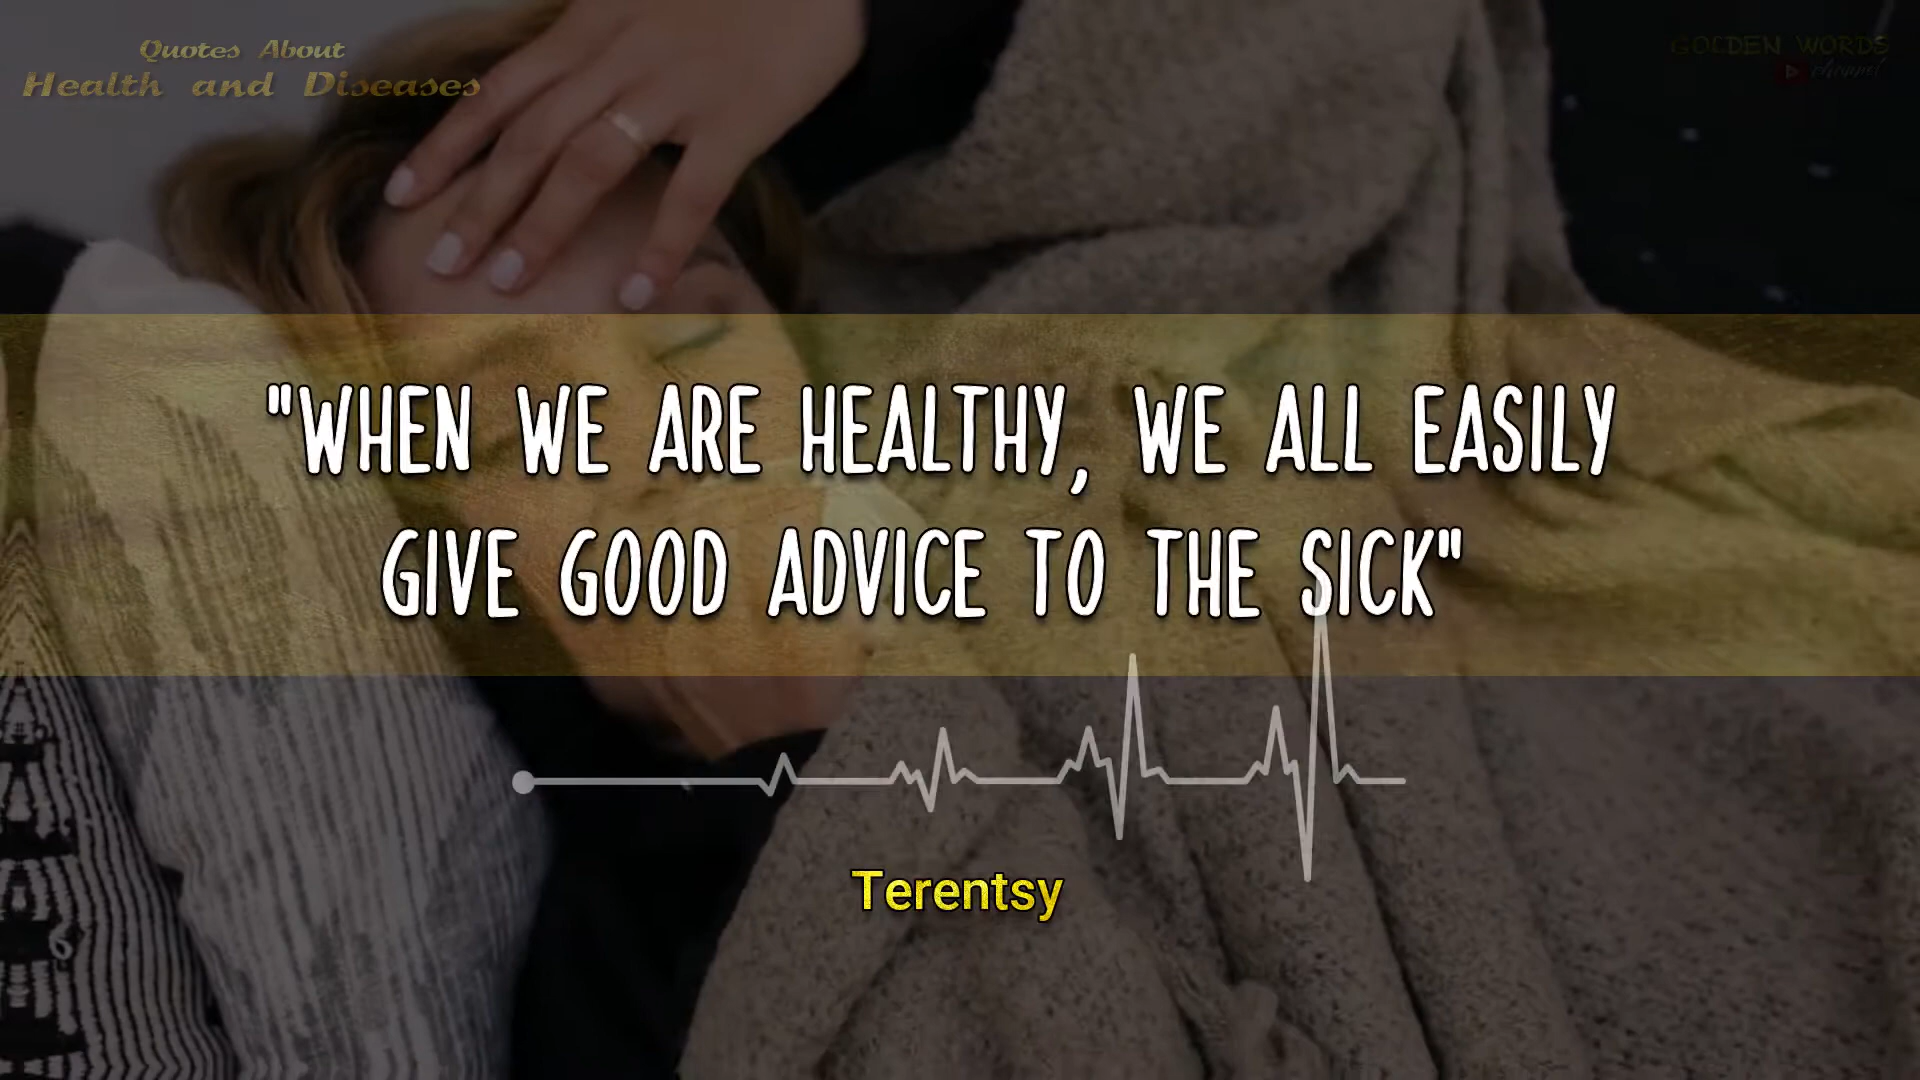 Quotes About
Health and Diseases
GOLDEN WORDS
channel
"WHEN WE ARE HEALTHY, WE ALL EASILY
GIVE GOOD ADVICE TO THE SICK"
Terentsy